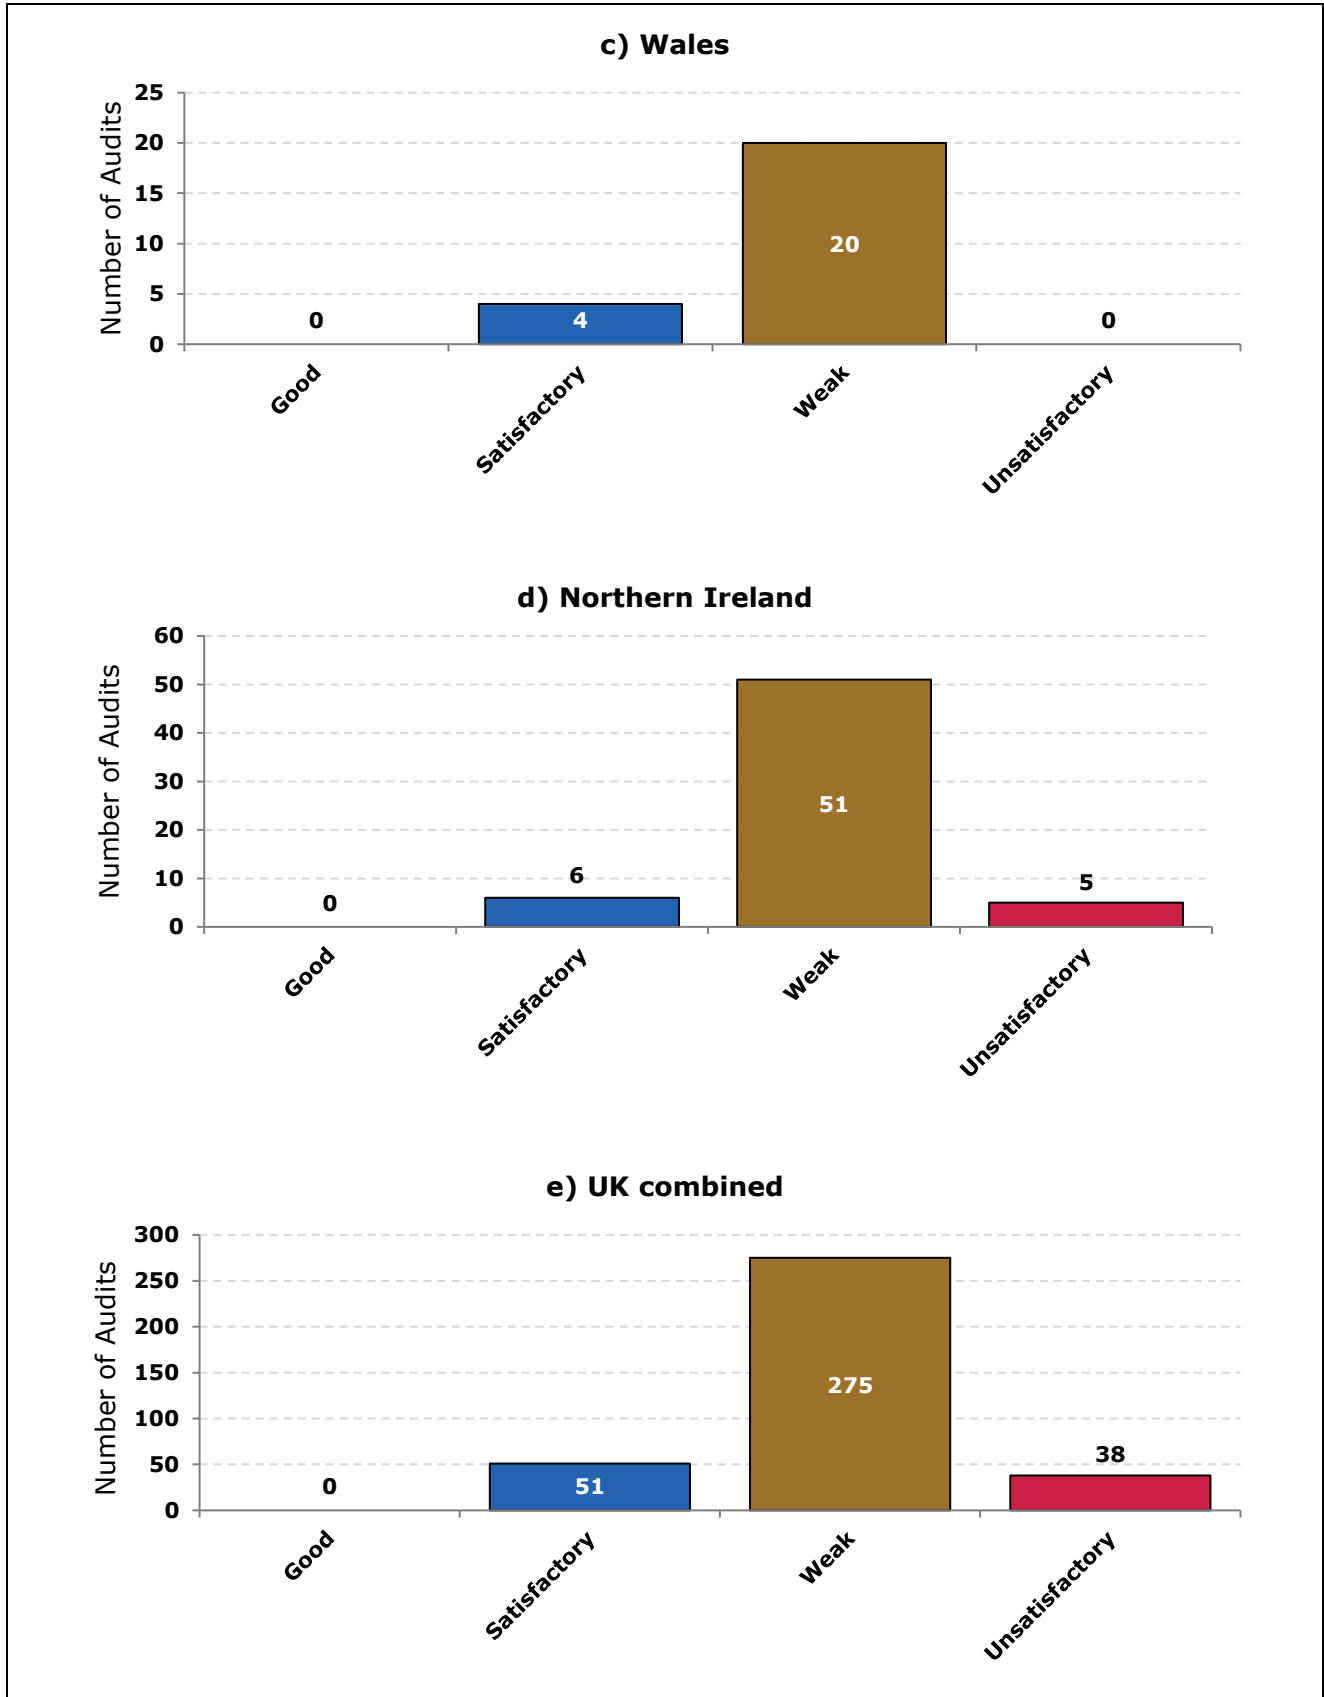 c) Wales
Number of Audits
25
20
15
10
5
0
0
4
20
0
Good
Satisfactory
Weak
Unsatisfactory
d) Northern Ireland
Number of Audits
60
50
40
30
20
10
0
0
6
51
5
Good
Satisfactory
Weak
Unsatisfactory
e) UK combined
Number of Audits
300
250
200
150
100
50
0
0
51
275
38
Good
Satisfactory
Weak
Unsatisfactory